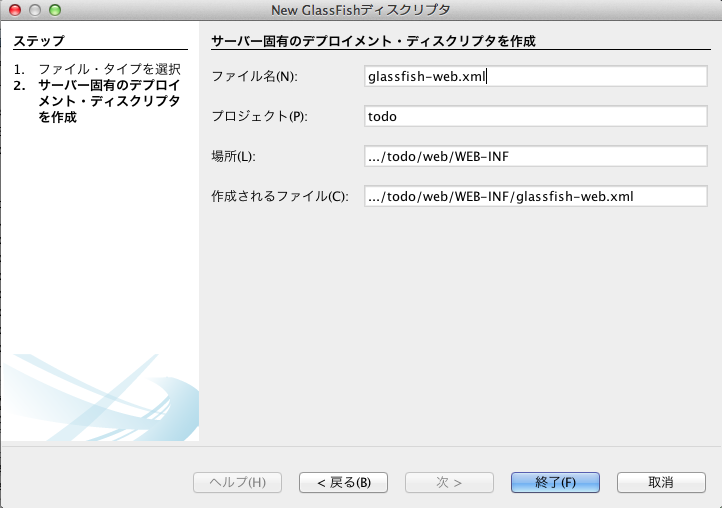 New GlassFishディスクリプタ
ステップ
1. ファイル・タイプを選択
2. サーバー固有のデプロイ
メント・ディスクリプタ
を作成
サーバー固有のデプロイメント・ディスクリプタを作成
ファイル名(N): glassfish-web.xml
プロジェクト(P): todo
場所(L): .../todo/web/WEB-INF
作成されるファイル(C): .../todo/web/WEB-INF/glassfish-web.xml
ヘルプ(H) < 戻る(B) 次 > 終了(F) 取消